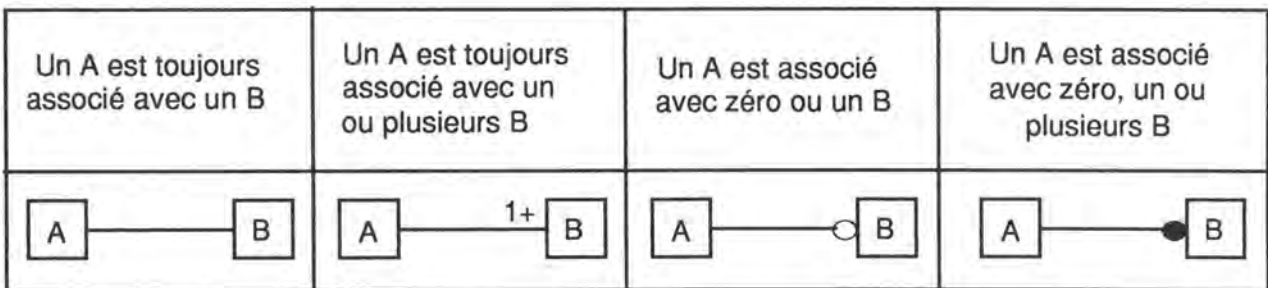 Un A est toujours
associé avec un B
Un A est toujours
associé avec un
ou plusieurs B
Un A est associé
avec zéro ou un B
Un A est associé
avec zéro, un ou
plusieurs B
A B
A 1+ B
A B
A B